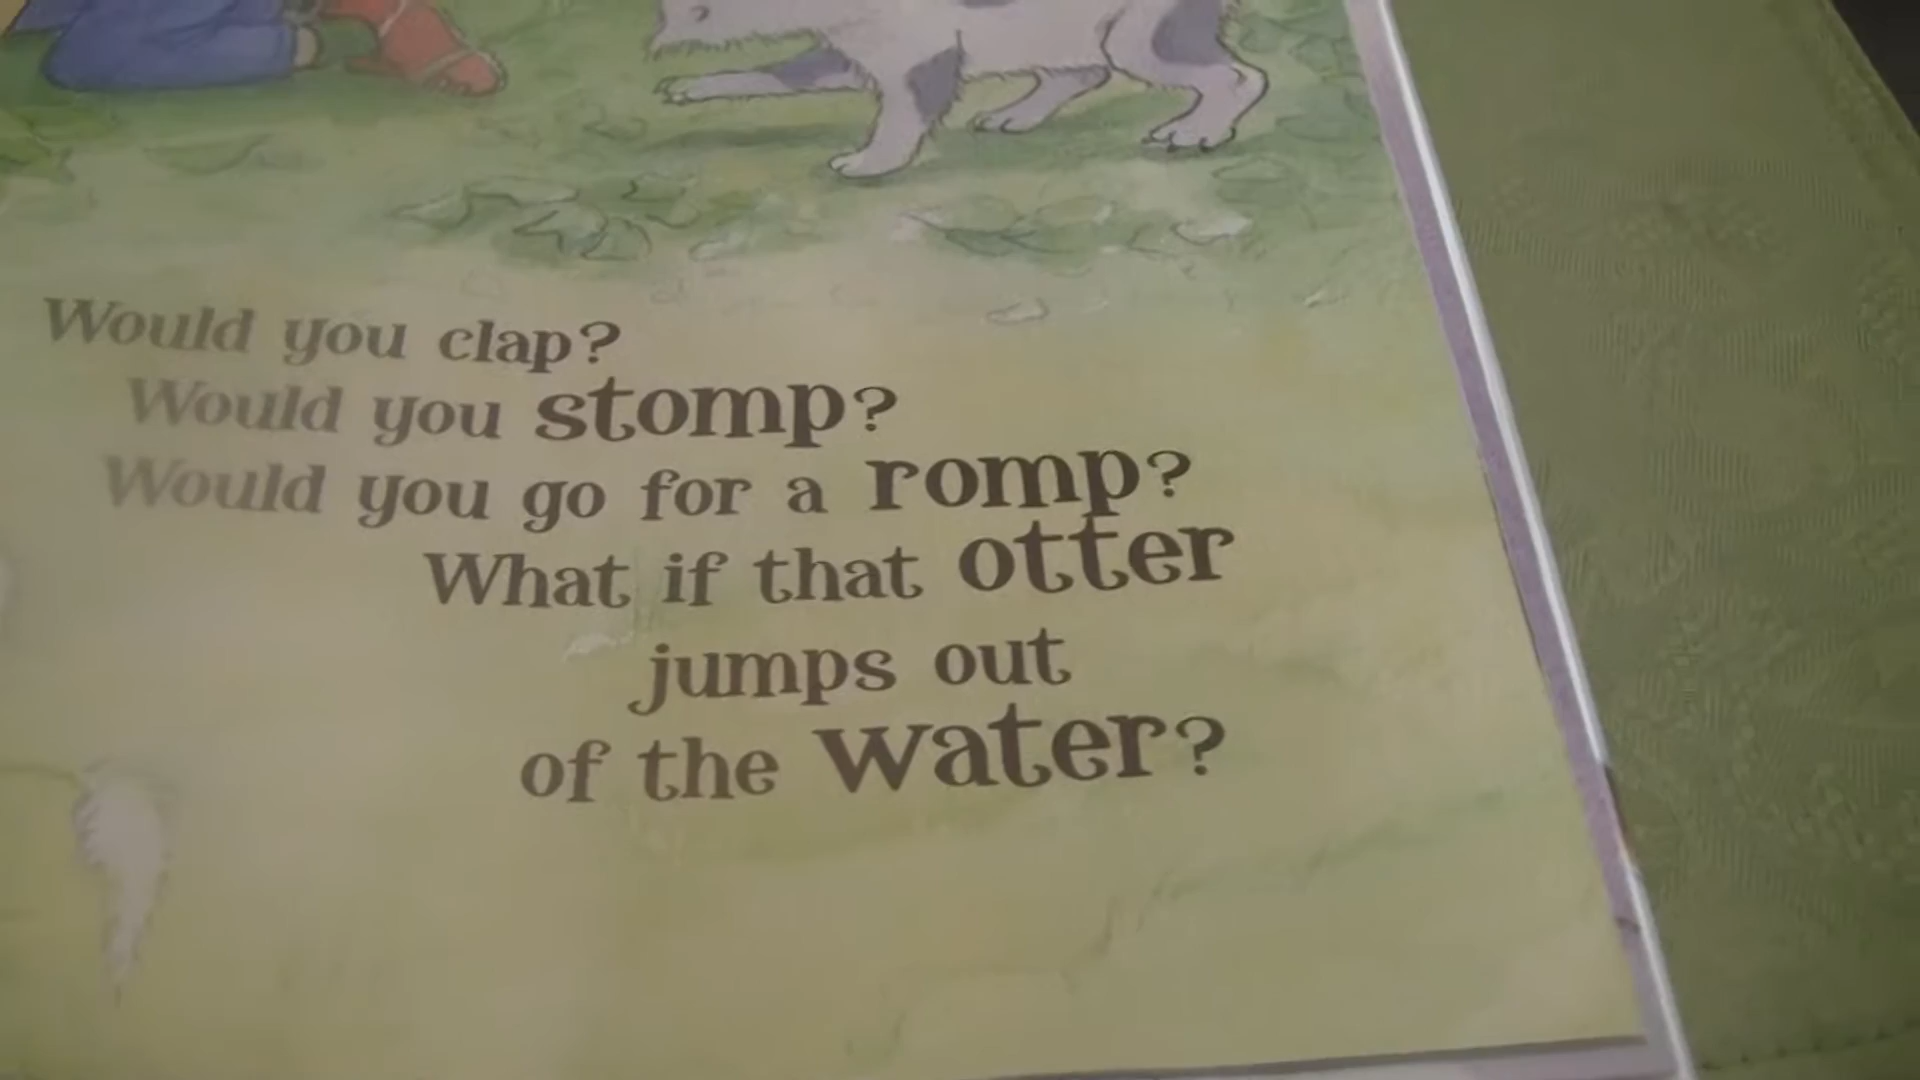 Would you clap?
Would you stomp?
Would you go for a romp?
What if that otter
jumps out
of the water?